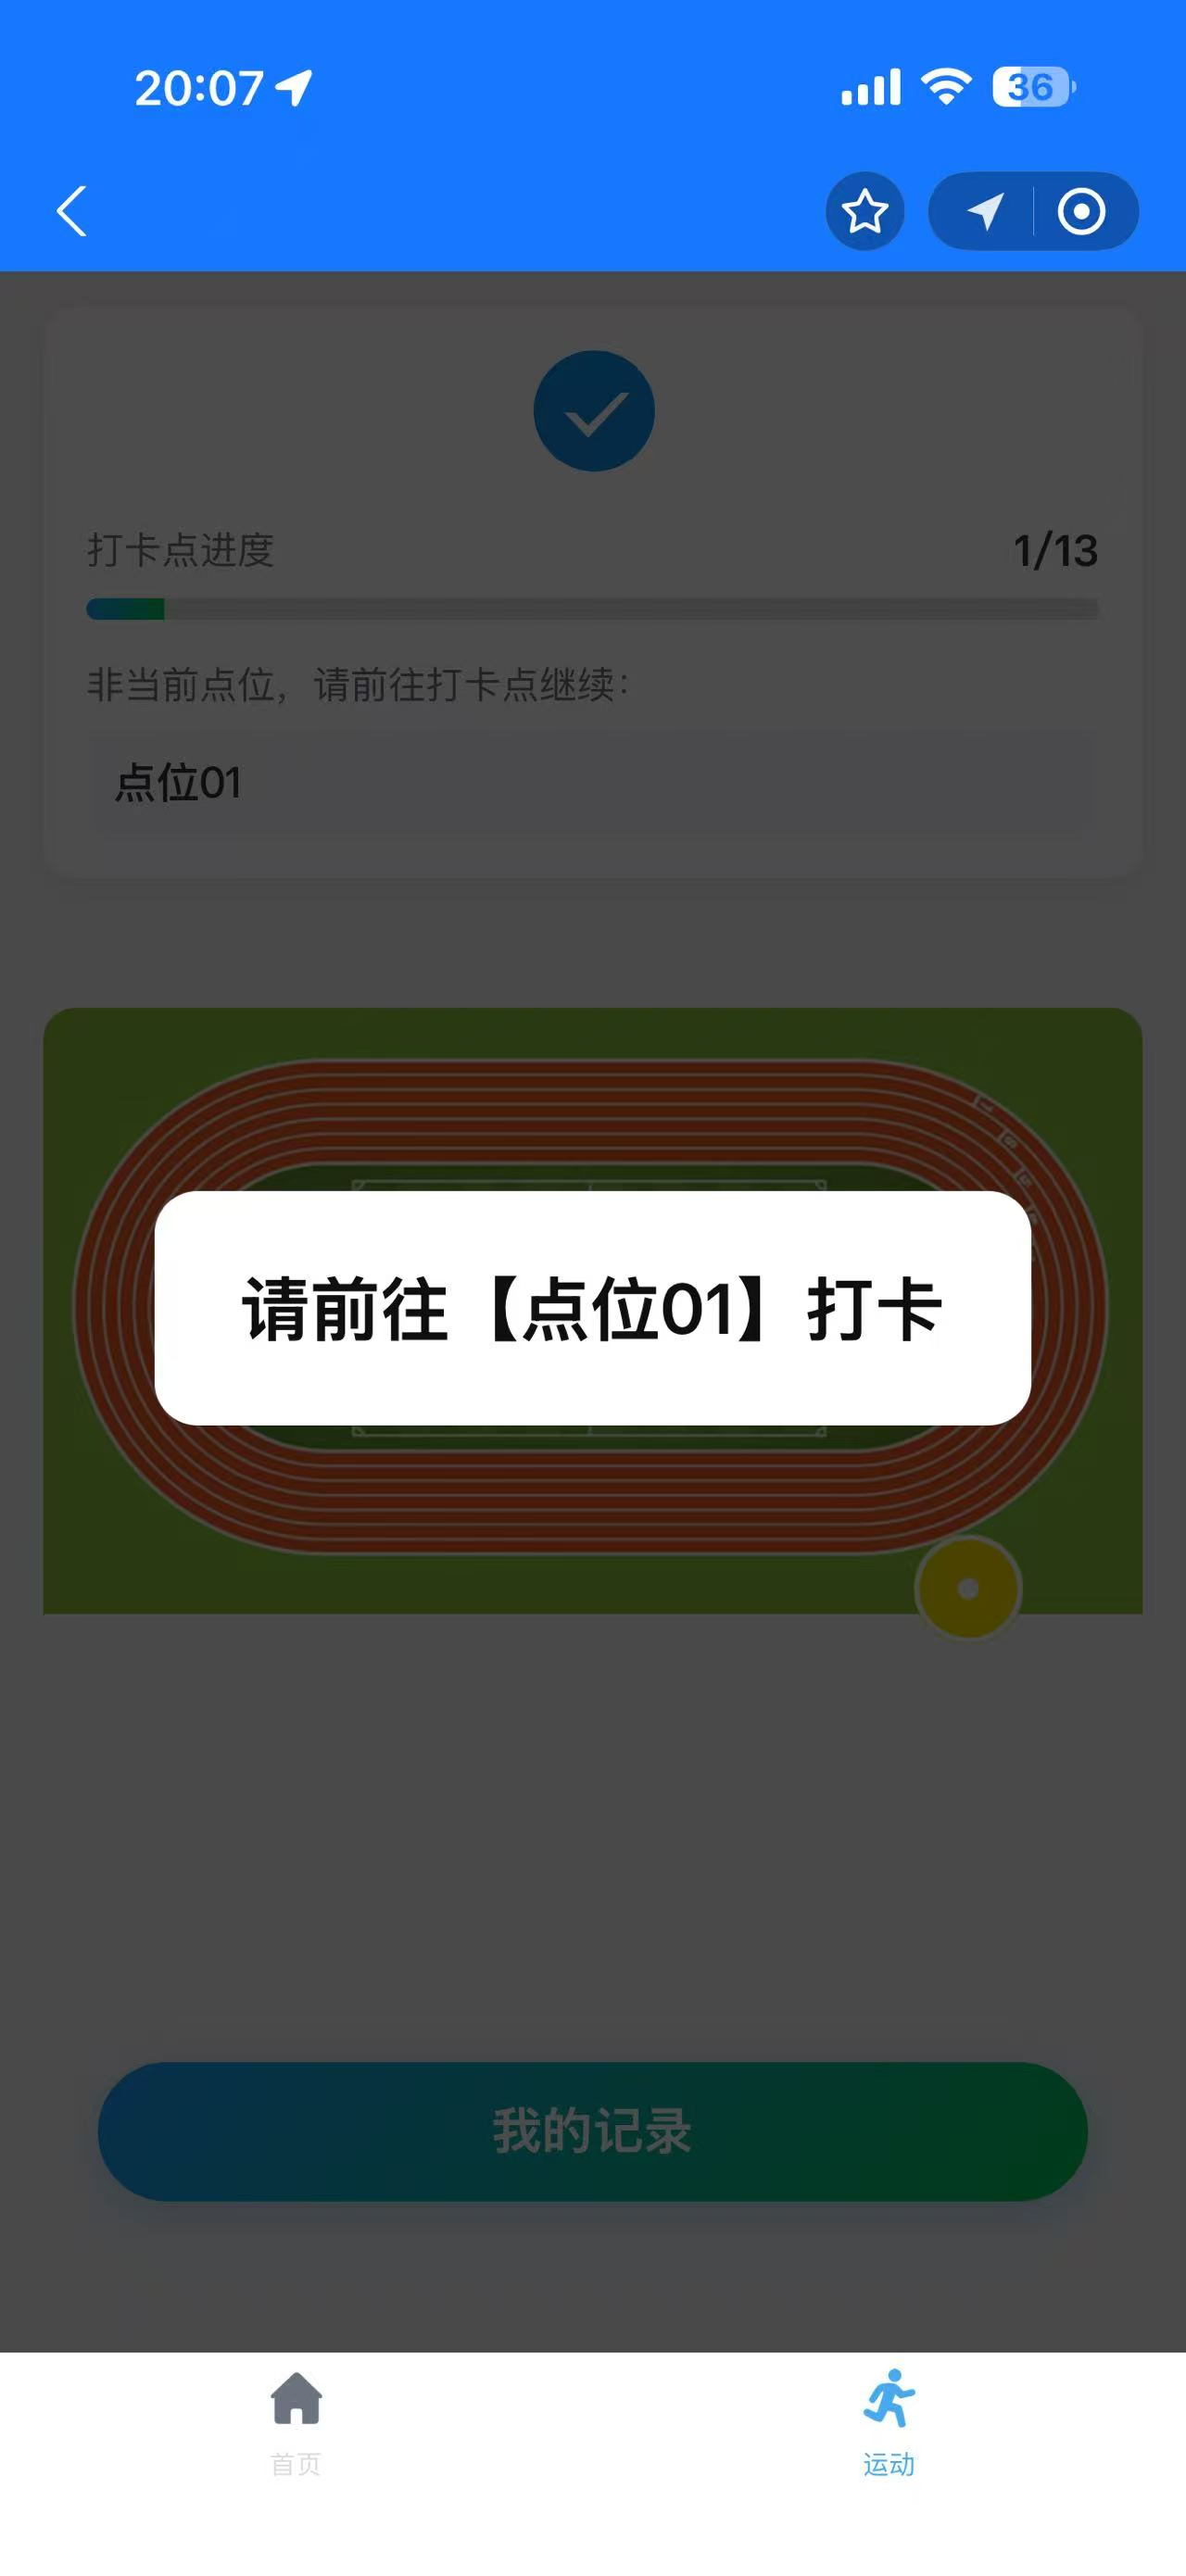 20:07
36
打卡点进度
1/13
非当前点位，请前往打卡点继续：
点位01
请前往【点位01】打卡
我的记录
首页
运动